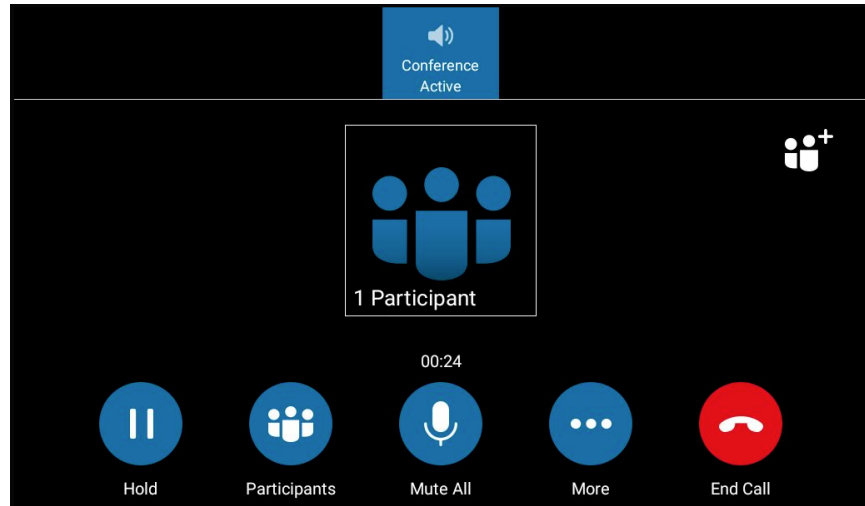 Conference
Active
1 Participant
00:24
Hold
Participants
Mute All
More
End Call